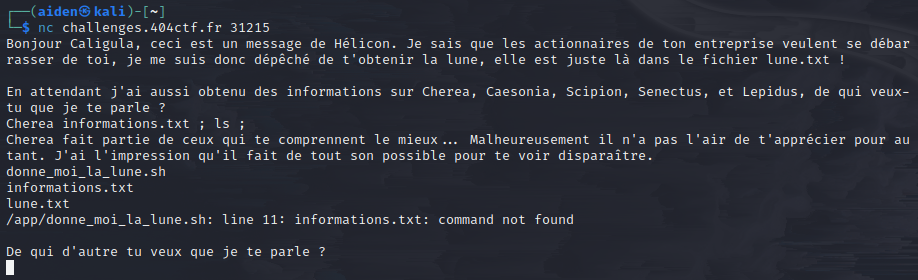 ┌──(aiden㉿kali)-[~]
└─$ nc challenges.404ctf.fr 31215
Bonjour Caligula, ceci est un message de Hélicon. Je sais que les actionnaires de ton entreprise veulent se débar
rasser de toi, je me suis donc dépêché de t'obtenir la lune, elle est juste là dans le fichier lune.txt !
En attendant j'ai aussi obtenu des informations sur Cherea, Caesonia, Scipion, Senectus, et Lepidus, de qui veux-
tu que je te parle ?
Cherea informations.txt ; ls ;
Cherea fait partie de ceux qui te comprennent le mieux... Malheureusement il n'a pas l'air de t'apprécier pour au
tant. J'ai l'impression qu'il fait de tout son possible pour te voir disparaître.
donne_moi_la_lune.sh
informations.txt
lune.txt
/app/donne_moi_la_lune.sh: line 11: informations.txt: command not found
De qui d'autre tu veux que je te parle ?